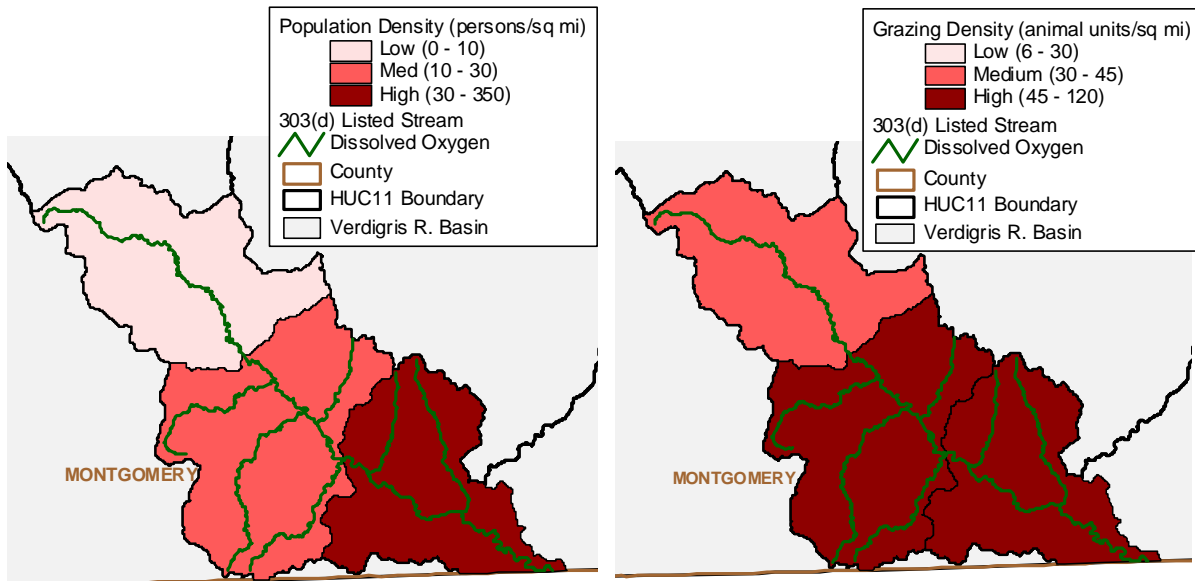 Population Density (persons/sq mi)
Low (0 - 10)
Med (10 - 30)
High (30 - 350)
303(d) Listed Stream
Dissolved Oxygen
County
HUC11 Boundary
Verdigris R. Basin
MONTGOMERY
Grazing Density (animal units/sq mi)
Low (6 - 30)
Medium (30 - 45)
High (45 - 120)
303(d) Listed Stream
Dissolved Oxygen
County
HUC11 Boundary
Verdigris R. Basin
MONTGOMERY